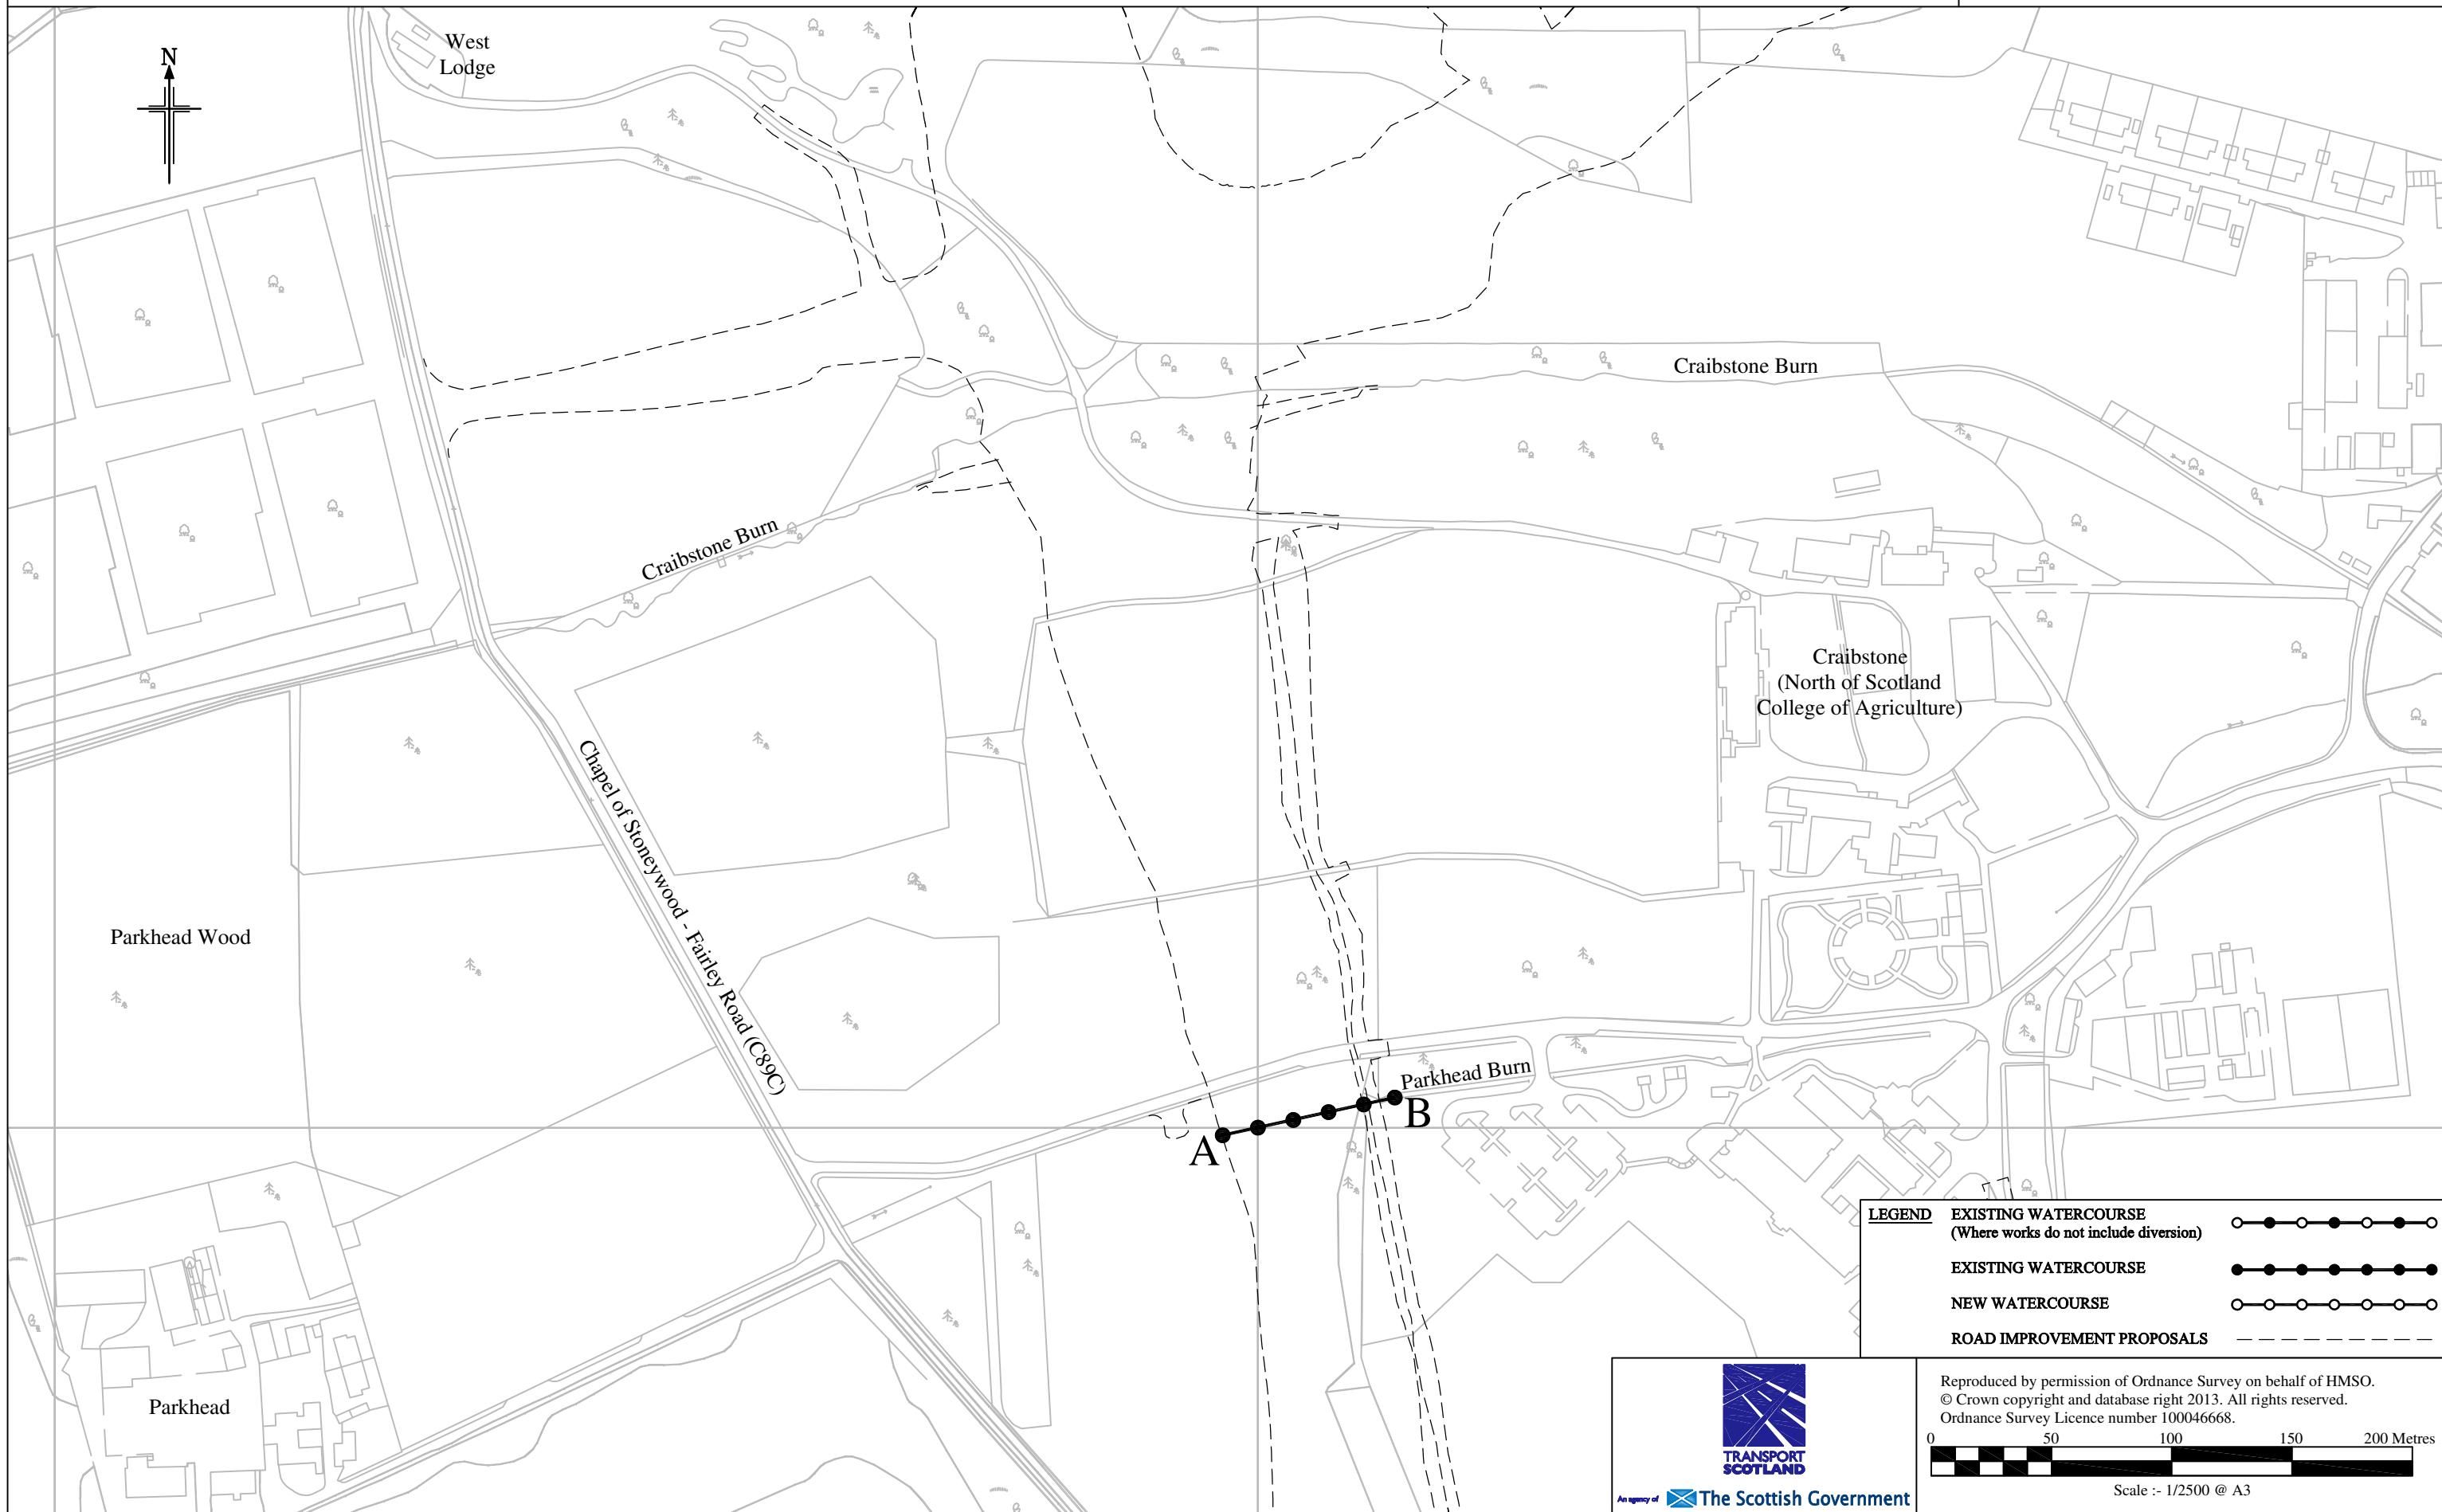 N
West
Lodge
Craibstone Burn
Craibstone Burn
Craibstone
(North of Scotland
College of Agriculture)
Chapel of Stoneywood - Fairley Road (C89C)
Parkhead Wood
Parkhead Burn
A
B
Parkhead
LEGEND
EXISTING WATERCOURSE
(Where works do not include diversion)
EXISTING WATERCOURSE
NEW WATERCOURSE
ROAD IMPROVEMENT PROPOSALS
TRANSPORT
SCOTLAND
An agency of The Scottish Government
Reproduced by permission of Ordnance Survey on behalf of HMSO.
© Crown copyright and database right 2013. All rights reserved.
Ordnance Survey Licence number 100046668.
0 50 100 150 200 Metres
Scale :- 1/2500 @ A3